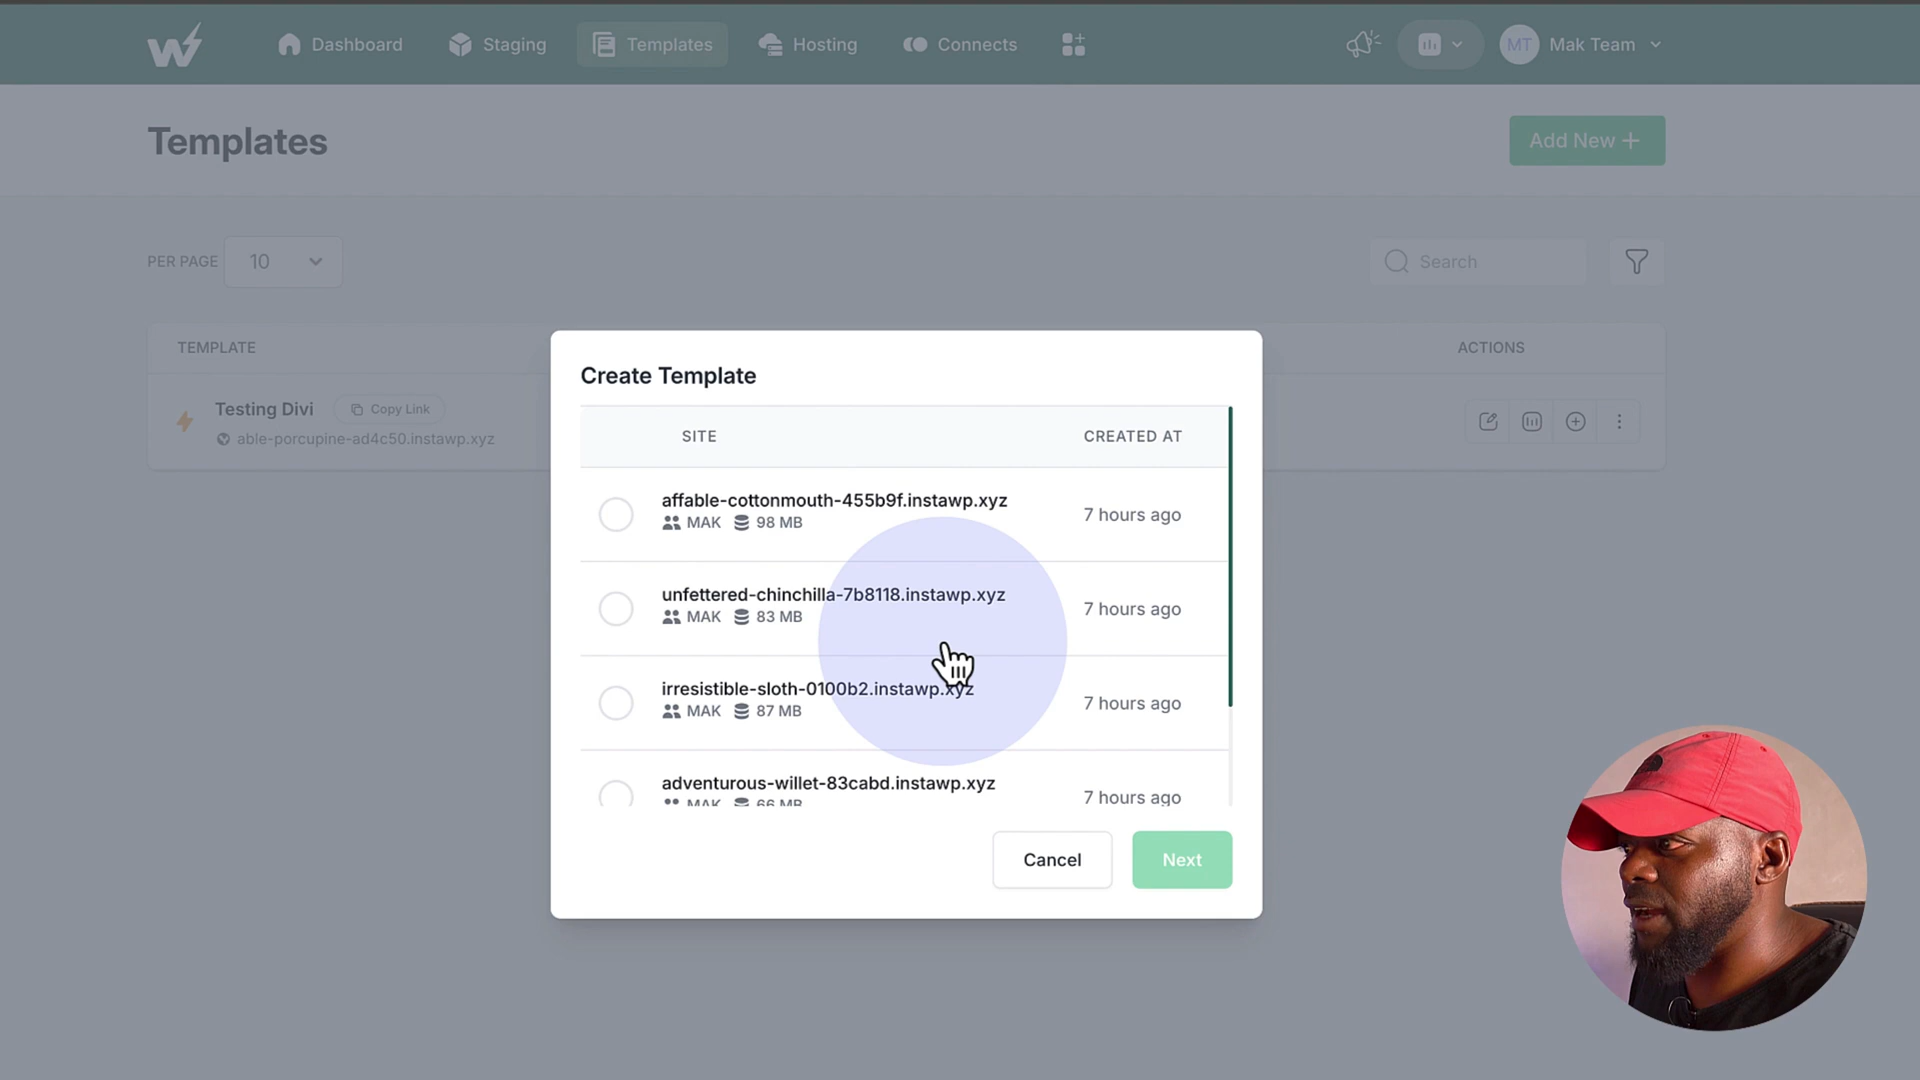 Dashboard
Staging
Templates
Hosting
Connects
MT
Mak Team
Templates
Add New
PER PAGE
10
Search
TEMPLATE
ACTIONS
Testing Divi
Copy Link
able-porcupine-ad4c50.instawp.xyz
Create Template
SITE
CREATED AT
affable-cottonmouth-455b9f.instawp.xyz
MAK 98 MB
7 hours ago
unfettered-chinchilla-7b8118.instawp.xyz
MAK 83 MB
7 hours ago
irresistible-sloth-0100b2.instawp.xyz
MAK 87 MB
7 hours ago
adventurous-willet-83cabd.instawp.xyz
MAK 66 MB
7 hours ago
Cancel
Next